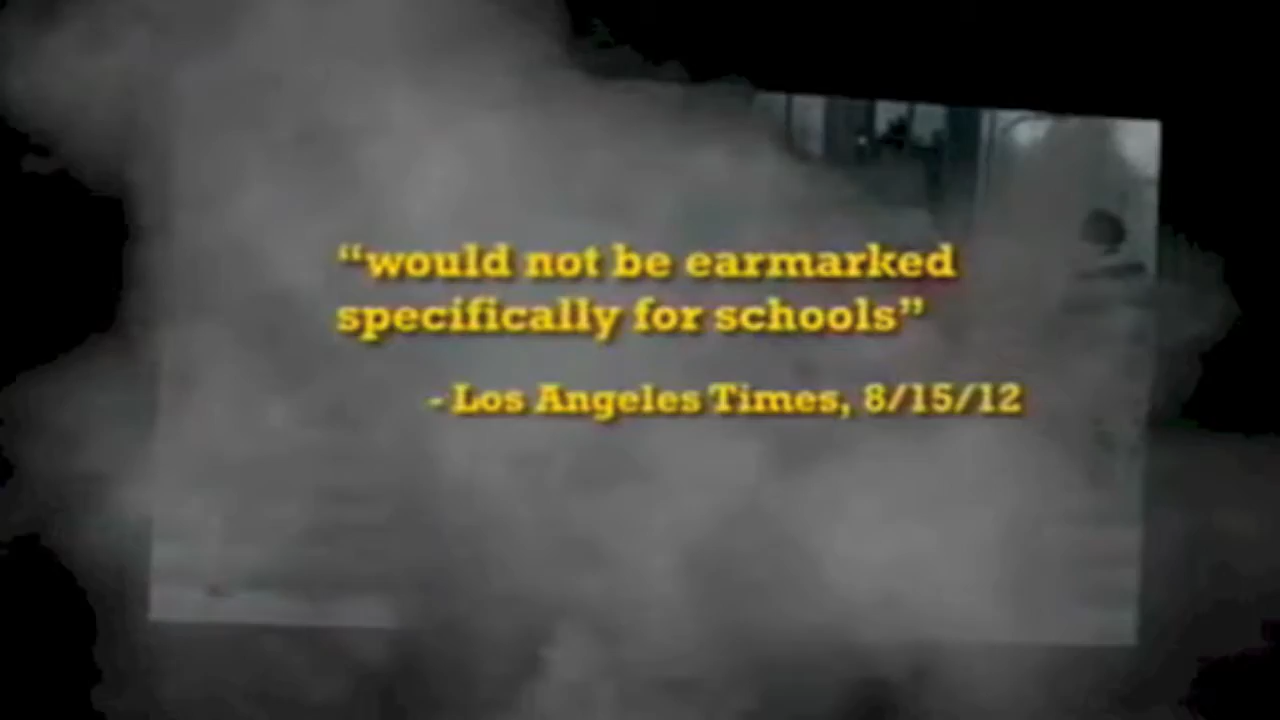 “would not be earmarked
specifically for schools”
- Los Angeles Times, 8/15/12